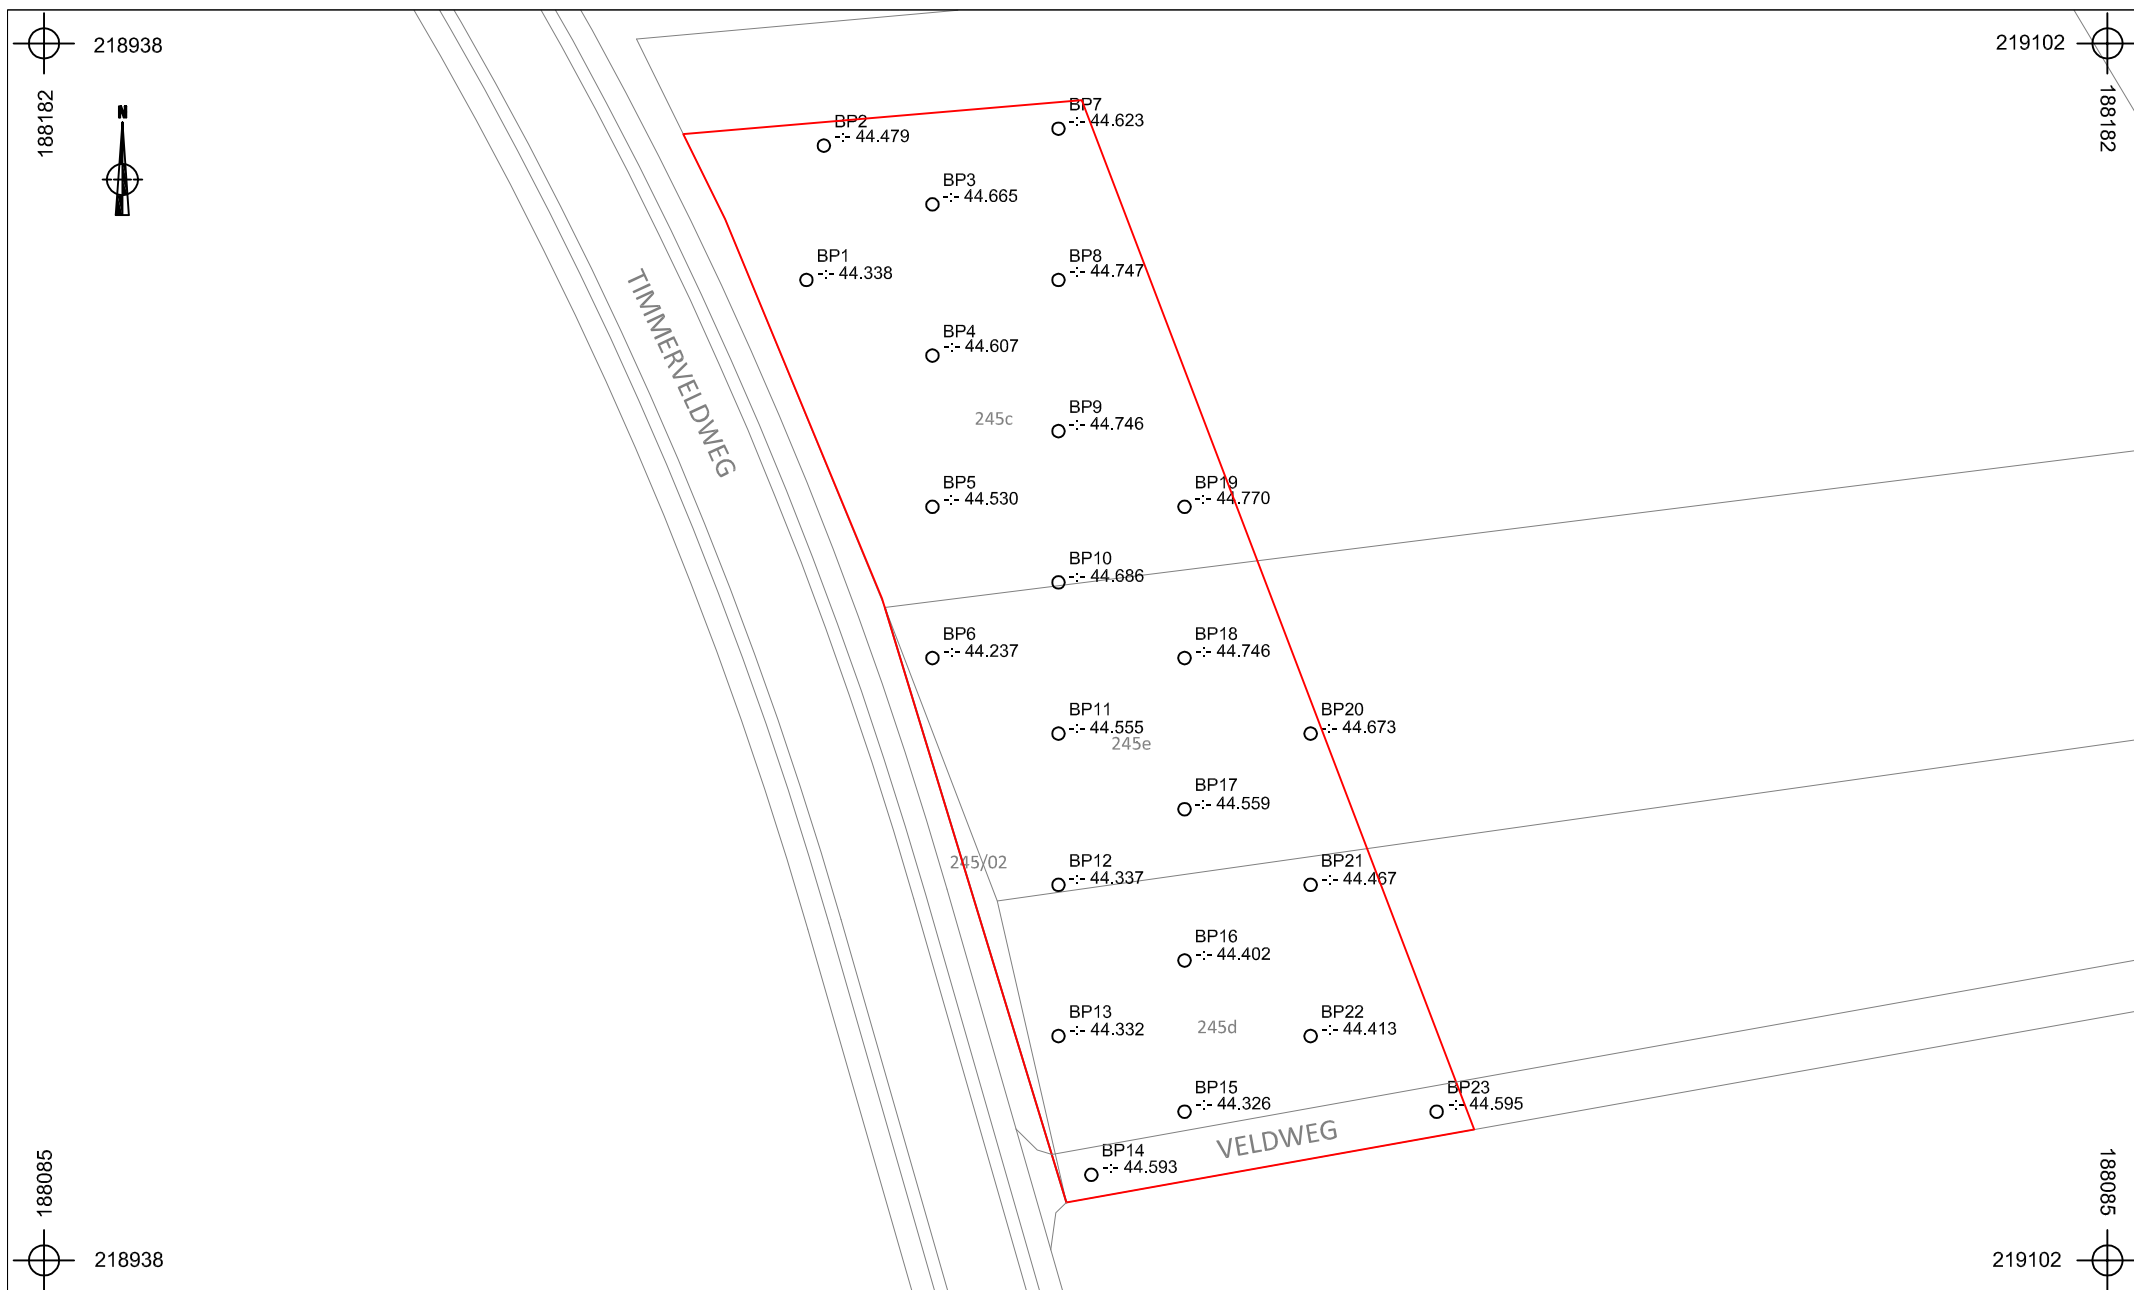 218938
219102
188182
188182
N
BP7
-:- 44.623
BP2
-:- 44.479
BP3
-:- 44.665
BP1
-:- 44.338
BP8
-:- 44.747
TIMMERVELDWEG
BP4
-:- 44.607
BP9
-:- 44.746
245c
BP5
-:- 44.530
BP19
-:- 44.770
BP10
-:- 44.686
BP6
-:- 44.237
BP18
-:- 44.746
BP11
-:- 44.555
BP20
-:- 44.673
245e
BP17
-:- 44.559
245/02
BP12
-:- 44.337
BP21
-:- 44.467
BP16
-:- 44.402
BP13
-:- 44.332
245d
BP22
-:- 44.413
BP15
-:- 44.326
BP23
-:- 44.595
VELDWEG
BP14
-:- 44.593
188085
188085
218938
219102